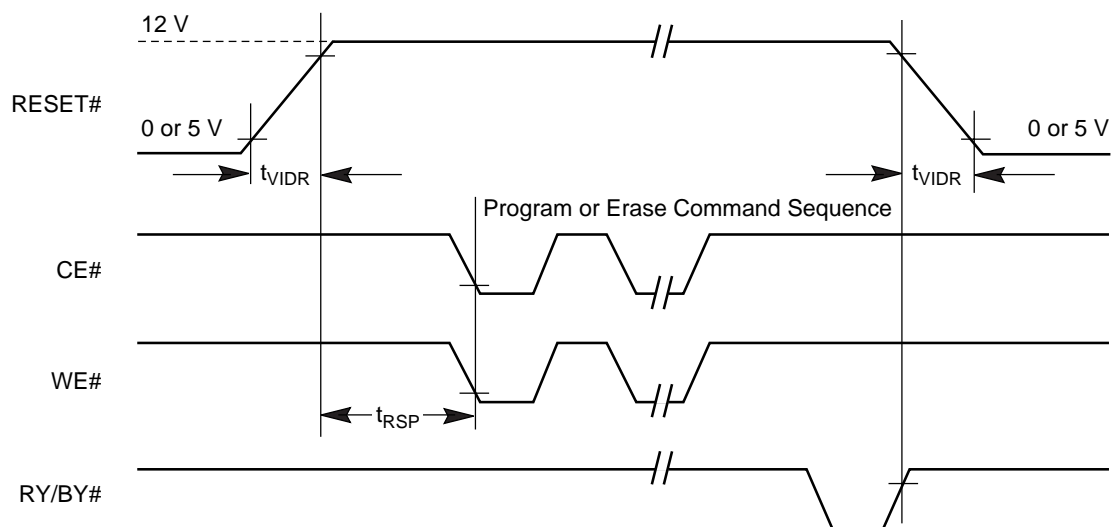 12 V
RESET#
0 or 5 V
0 or 5 V
tVIDR
tVIDR
Program or Erase Command Sequence
CE#
WE#
tRSP
RY/BY#